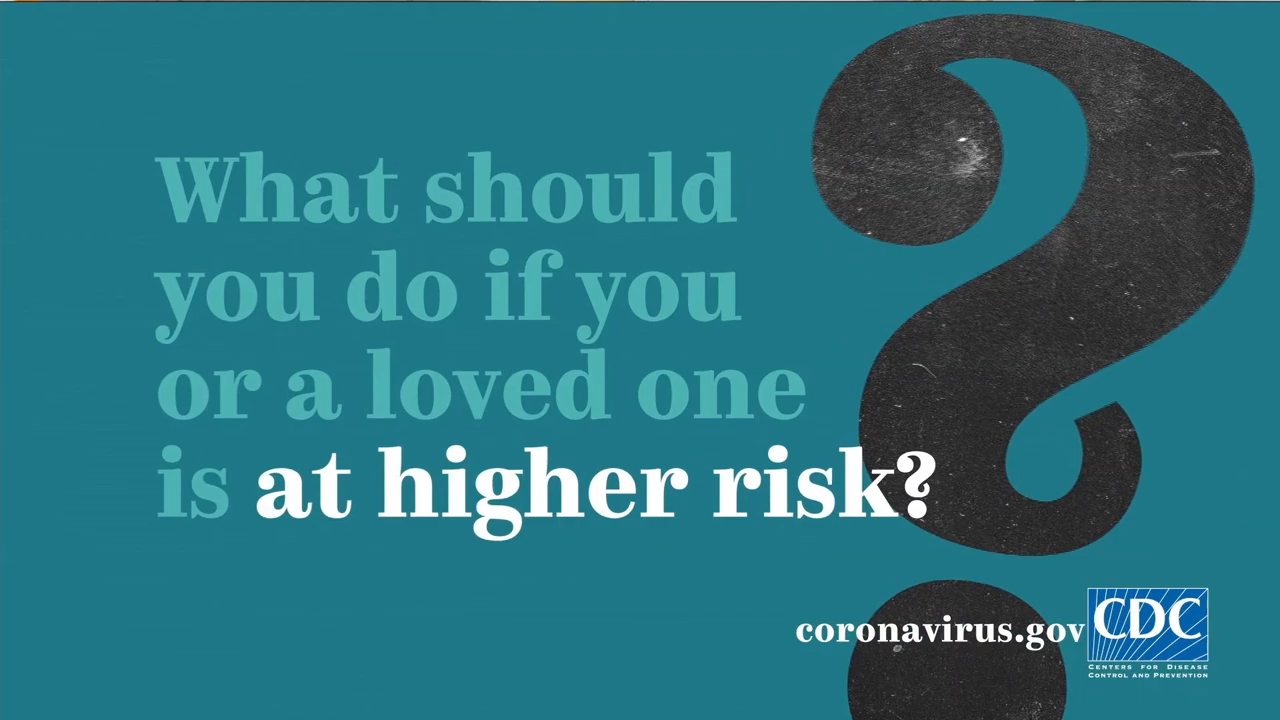 What should
you do if you
or a loved one
is at higher risk?
coronavirus.gov
CDC
CENTERS FOR DISEASE
CONTROL AND PREVENTION